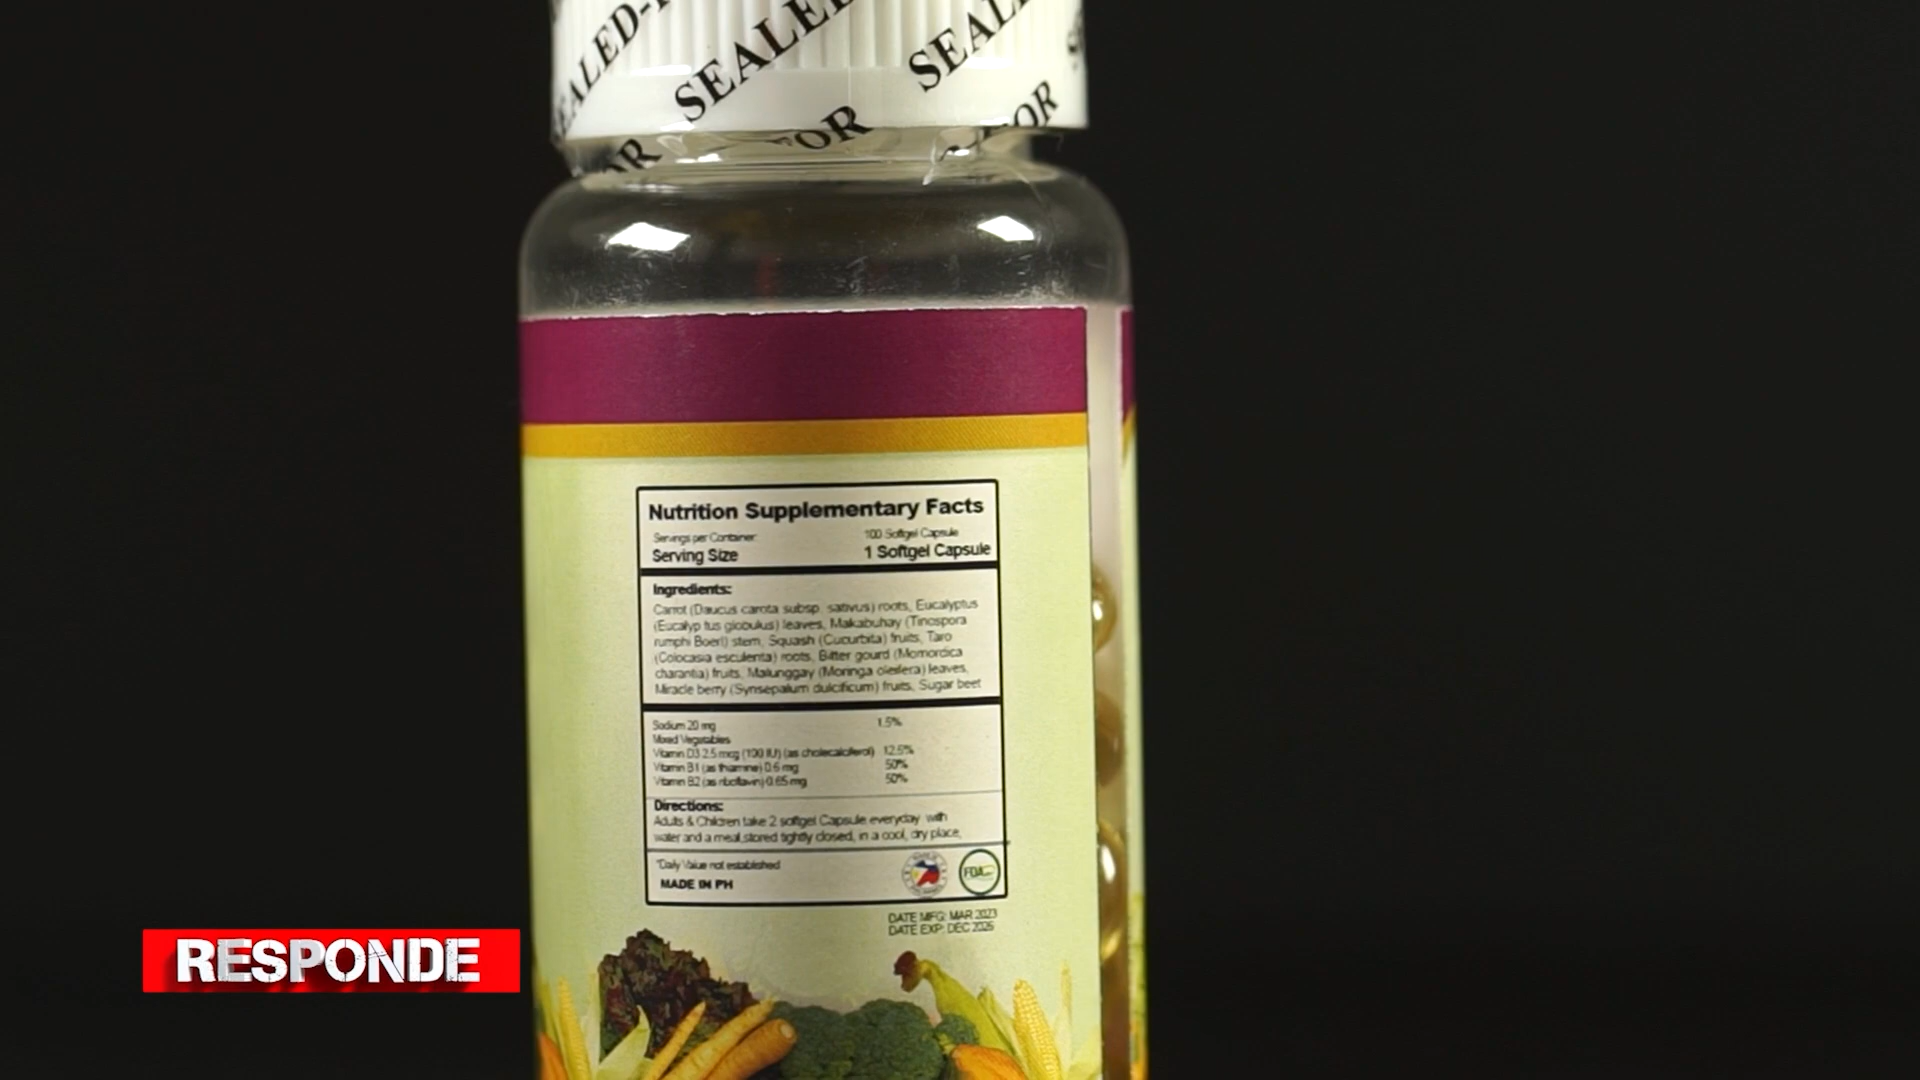 SEALED-F
SEALED
SEAL
OR
FOR
FOR
Nutrition Supplementary Facts
Servings per Container: 100 Softgel Capsule
Serving Size 1 Softgel Capsule
Ingredients:
Carrot (Daucus carota subsp. sativus) roots, Eucalyptus
(Eucalyp tus globulus) leaves, Makabuhay (Tinospora
rumphi Boerl) stem, Squash (Cucurbita) fruits, Taro
(Colocasia esculenta) roots, Bitter gourd (Momordica
charantia) fruits, Malunggay (Moringa oleifera) leaves,
Miracle berry (Synsepalum dulcificum) fruits, Sugar beet
Sodium 20 mg 1.5%
Mixed Vegetables
Vitamin D3 2.5 mcg (100 IU) (as cholecalciferol) 12.5%
Vitamin B1 (as thiamine) 0.6 mg 50%
Vitamin B2 (as riboflavin) 0.65 mg 50%
Directions:
Adults & Children take 2 softgel Capsule everyday with
water and a meal,stored tightly closed, in a cool, dry place,
*Daily Value not established
MADE IN PH
FDA
DATE MFG: MAR 2023
DATE EXP: DEC 2026
RESPONDE